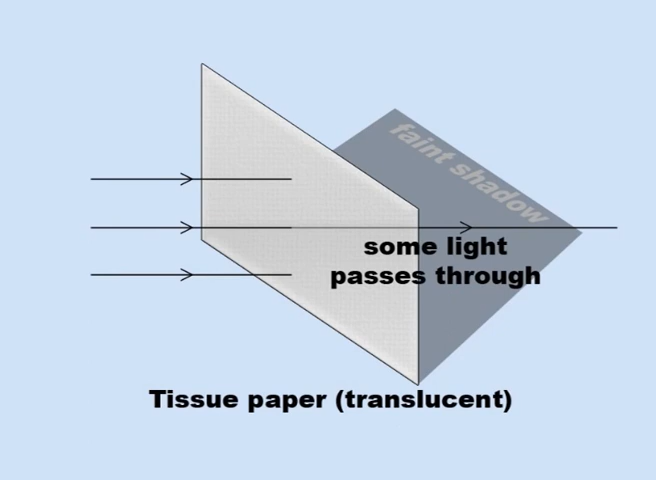 faint shadow
some light
passes through
Tissue paper (translucent)